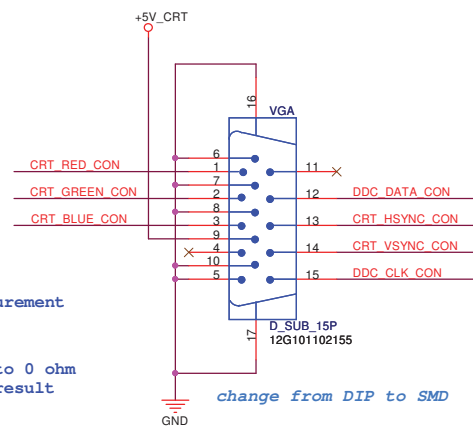 +5V_CRT
16
VGA
6
CRT_RED_CON 1 11
7
CRT_GREEN_CON 2 12 DDC_DATA_CON
8
CRT_BLUE_CON 3 13 CRT_HSYNC_CON
9
4 14 CRT_VSYNC_CON
10
5 15 DDC_CLK_CON
urement
17
D_SUB_15P
12G101102155
to 0 ohm
result
change from DIP to SMD
GND